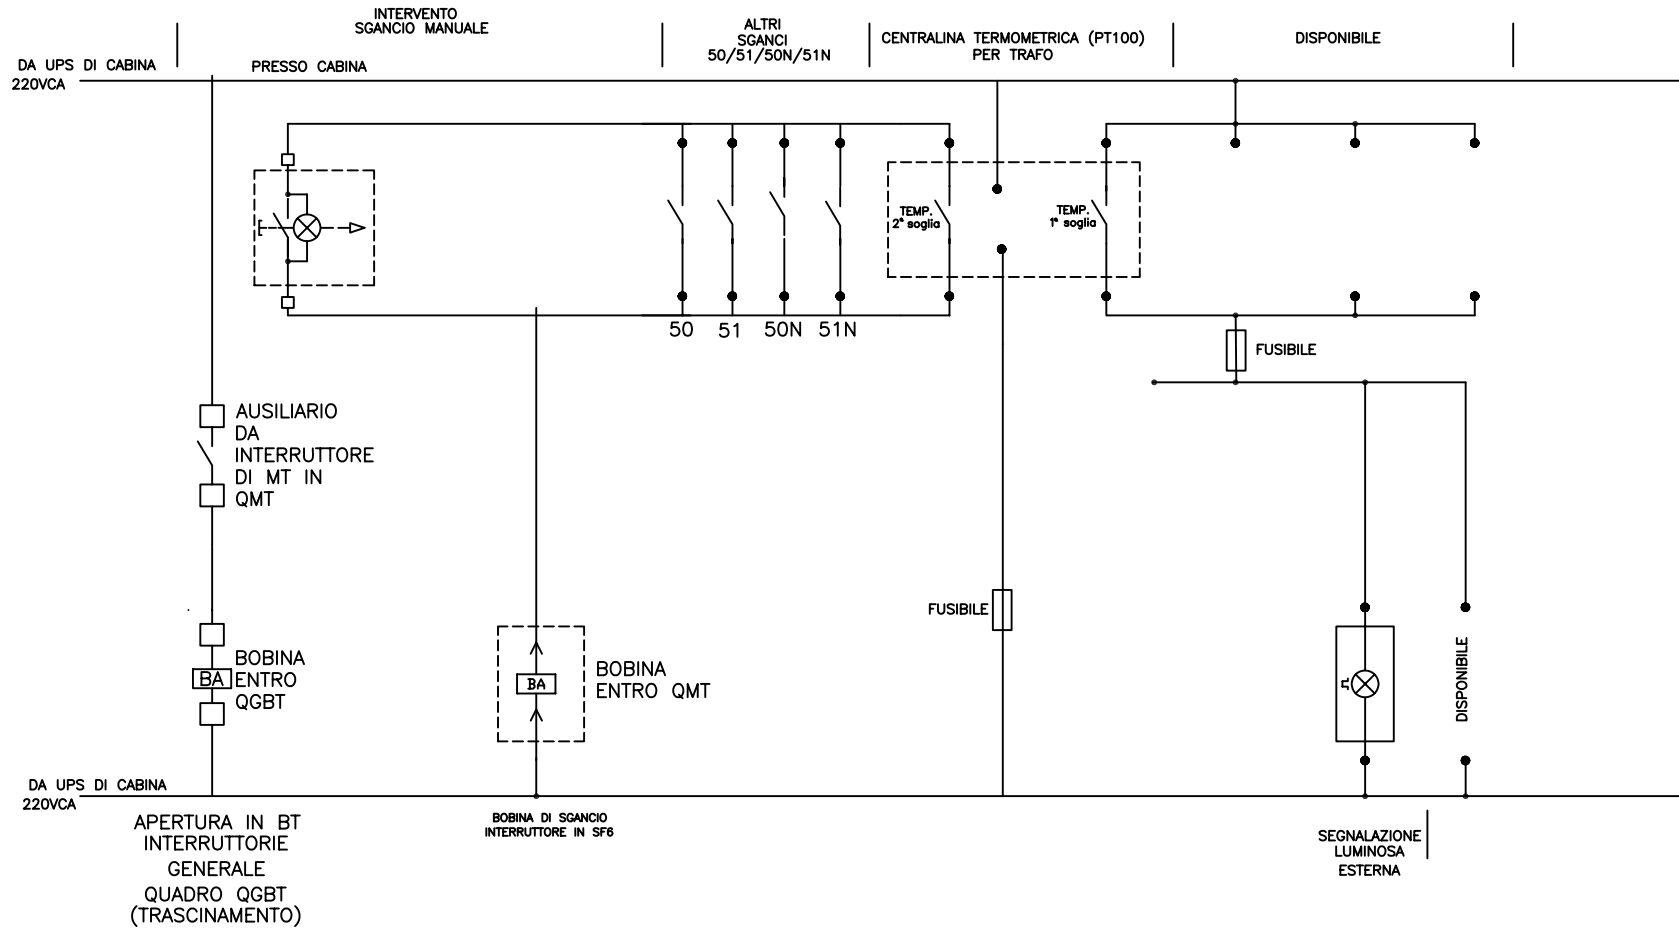 INTERVENTO
SGANCIO MANUALE
ALTRI
SGANCI
50/51/50N/51N
CENTRALINA TERMOMETRICA (PT100)
PER TRAFO
DISPONIBILE
DA UPS DI CABINA
220VCA
PRESSO CABINA
TEMP.
2° soglia
TEMP.
1° soglia
50
51
50N
51N
FUSIBILE
AUSILIARIO
DA
INTERRUTTORE
DI MT IN
QMT
FUSIBILE
BOBINA
ENTRO
QGBT
BA
BA
BOBINA
ENTRO QMT
DISPONIBILE
DA UPS DI CABINA
220VCA
APERTURA IN BT
INTERRUTTORIE
GENERALE
QUADRO QGBT
(TRASCINAMENTO)
BOBINA DI SGANCIO
INTERRUTTORE IN SF6
SEGNALAZIONE
LUMINOSA
ESTERNA